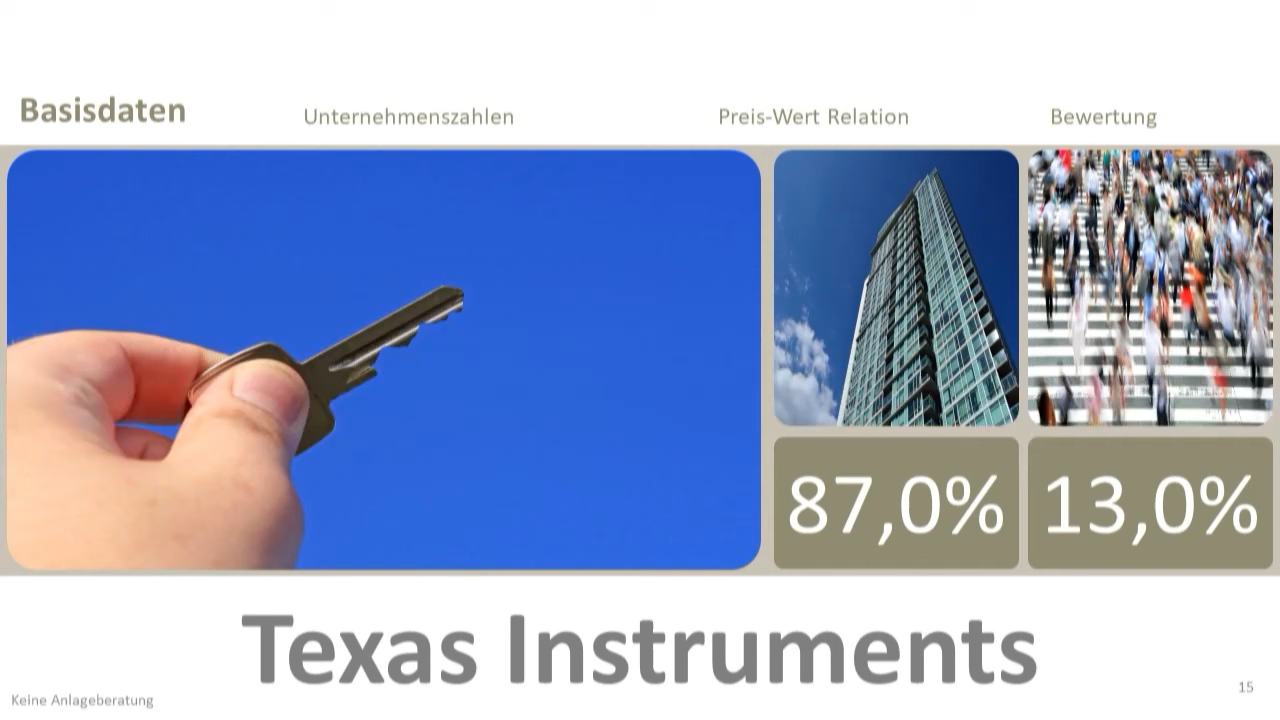 Basisdaten
Unternehmenszahlen
Preis-Wert Relation
Bewertung
87,0%
13,0%
Texas Instruments
Keine Anlageberatung
15